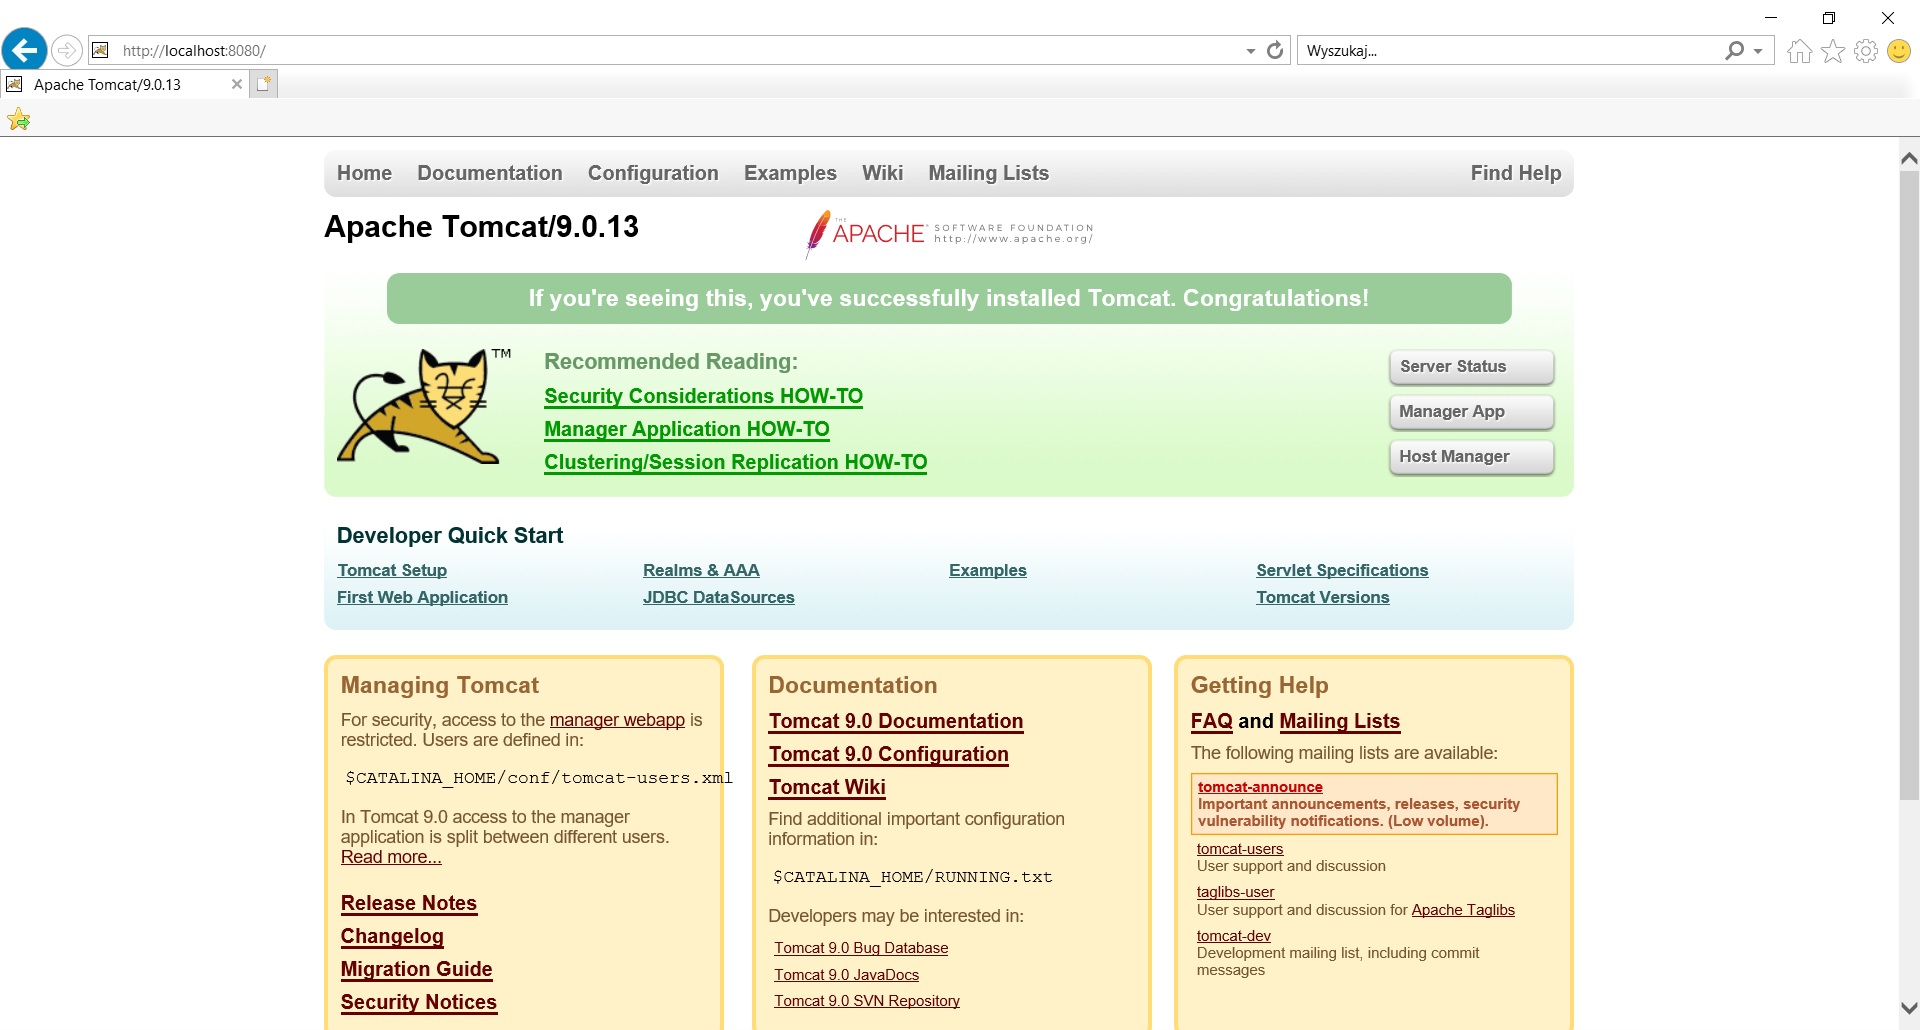 http://localhost:8080/
Wyszukaj...
Apache Tomcat/9.0.13
Home Documentation Configuration Examples Wiki Mailing Lists Find Help
Apache Tomcat/9.0.13
THE APACHE SOFTWARE FOUNDATION
http://www.apache.org/
If you're seeing this, you've successfully installed Tomcat. Congratulations!
TM
Recommended Reading:
Security Considerations HOW-TO
Manager Application HOW-TO
Clustering/Session Replication HOW-TO
Server Status
Manager App
Host Manager
Developer Quick Start
Tomcat Setup
First Web Application
Realms & AAA
JDBC DataSources
Examples
Servlet Specifications
Tomcat Versions
Managing Tomcat
For security, access to the manager webapp is
restricted. Users are defined in:
$CATALINA_HOME/conf/tomcat-users.xml
In Tomcat 9.0 access to the manager
application is split between different users.
Read more...
Release Notes
Changelog
Migration Guide
Security Notices
Documentation
Tomcat 9.0 Documentation
Tomcat 9.0 Configuration
Tomcat Wiki
Find additional important configuration
information in:
$CATALINA_HOME/RUNNING.txt
Developers may be interested in:
Tomcat 9.0 Bug Database
Tomcat 9.0 JavaDocs
Tomcat 9.0 SVN Repository
Getting Help
FAQ and Mailing Lists
The following mailing lists are available:
tomcat-announce
Important announcements, releases, security
vulnerability notifications. (Low volume).
tomcat-users
User support and discussion
taglibs-user
User support and discussion for Apache Taglibs
tomcat-dev
Development mailing list, including commit
messages